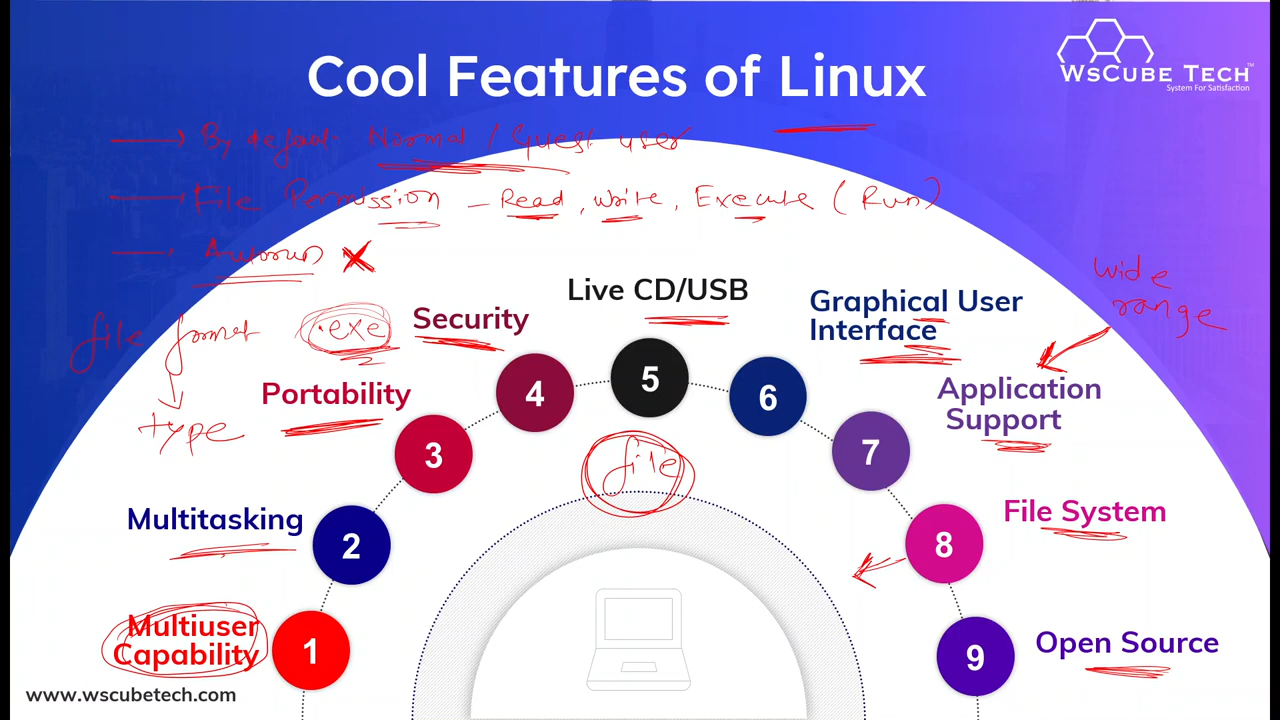 Cool Features of Linux
WsCube Tech™
System For Satisfaction
→ By default Normal / Guest user
→ File Permission - Read, write, Execute (Run)
→ Autorun ×
file format .exe
type
wide
range
file
Live CD/USB
Security
Graphical User
Interface
Portability
Application
Support
Multitasking
File System
Multiuser
Capability
Open Source
1
2
3
4
5
6
7
8
9
www.wscubetech.com